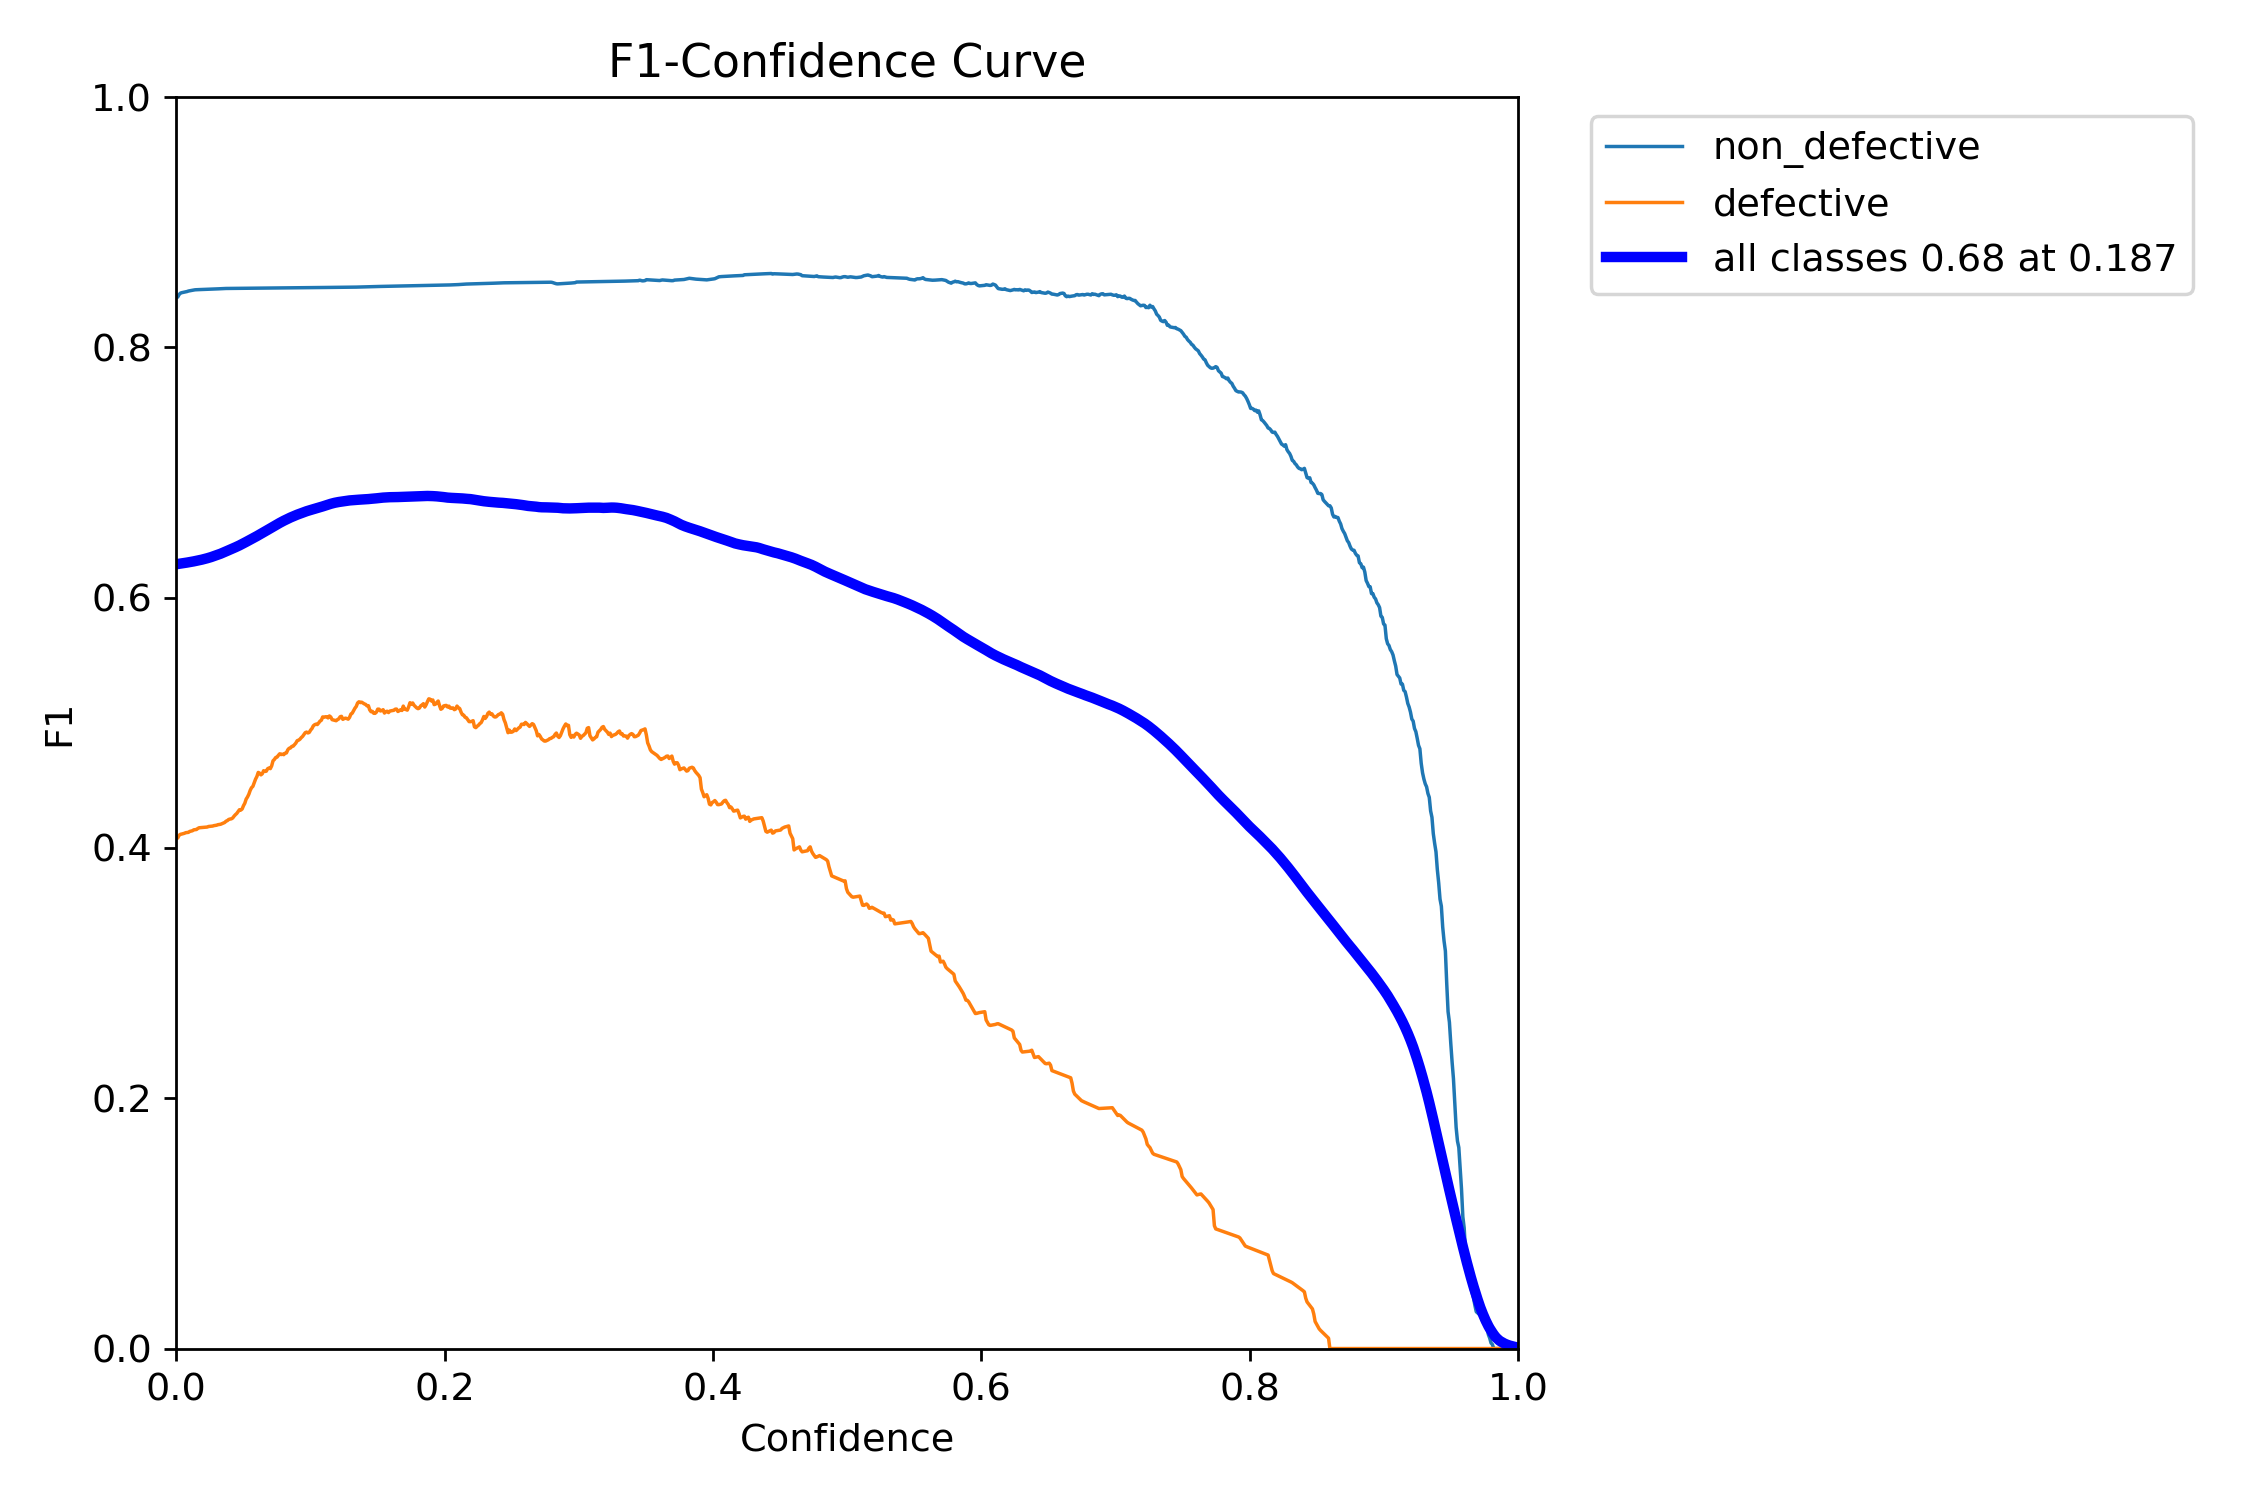 F1-Confidence Curve
non_defective
defective
all classes 0.68 at 0.187
1.0
0.8
0.6
0.4
0.2
0.0
F1
0.0 0.2 0.4 0.6 0.8 1.0
Confidence